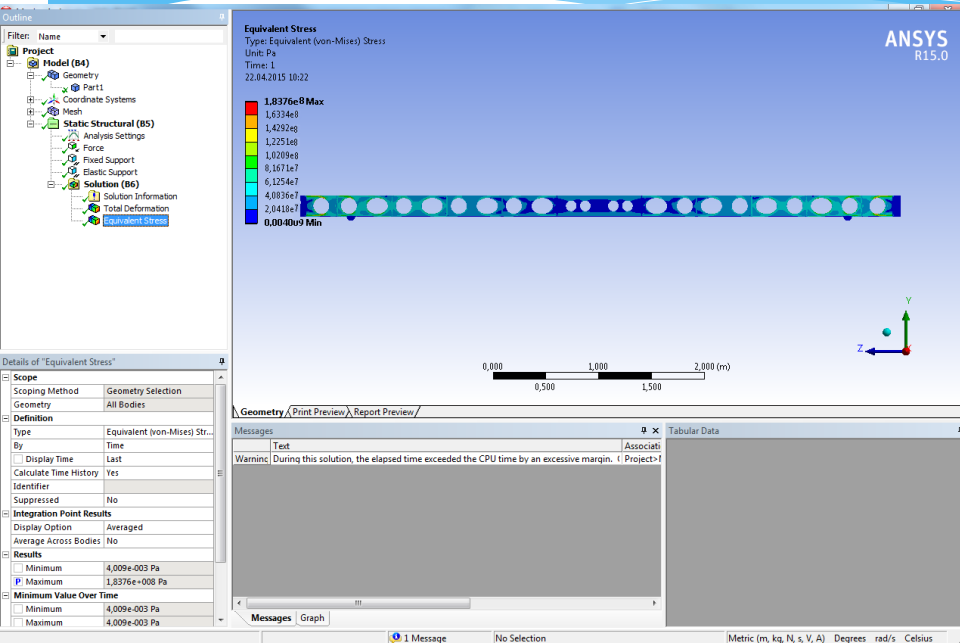 Outline
Filter: Name
Project
Model (B4)
Geometry
Part1
Coordinate Systems
Mesh
Static Structural (B5)
Analysis Settings
Force
Fixed Support
Elastic Support
Solution (B6)
Solution Information
Total Deformation
Equivalent Stress
Equivalent Stress
Type: Equivalent (von-Mises) Stress
Unit: Pa
Time: 1
22.04.2015 10:22
ANSYS
R15.0
1,8376e8 Max
1,6334e8
1,4292e8
1,2251e8
1,0209e8
8,1671e7
6,1254e7
4,0836e7
2,0418e7
0,0040u9 Min
Y
Z
0,000 1,000 2,000 (m)
0,500 1,500
Geometry Print Preview Report Preview
Details of "Equivalent Stress"
Scope
Scoping Method Geometry Selection
Geometry All Bodies
Definition
Type Equivalent (von-Mises) Str...
By Time
Display Time Last
Calculate Time History Yes
Identifier
Suppressed No
Integration Point Results
Display Option Averaged
Average Across Bodies No
Results
Minimum 4,009e-003 Pa
P Maximum 1,8376e+008 Pa
Minimum Value Over Time
Minimum 4,009e-003 Pa
Maximum 4,009e-003 Pa
Messages
Text Associati
Warning During this solution, the elapsed time exceeded the CPU time by an excessive margin. Project>
Messages Graph
Tabular Data
1 Message No Selection Metric (m, kg, N, s, V, A) Degrees rad/s Celsius